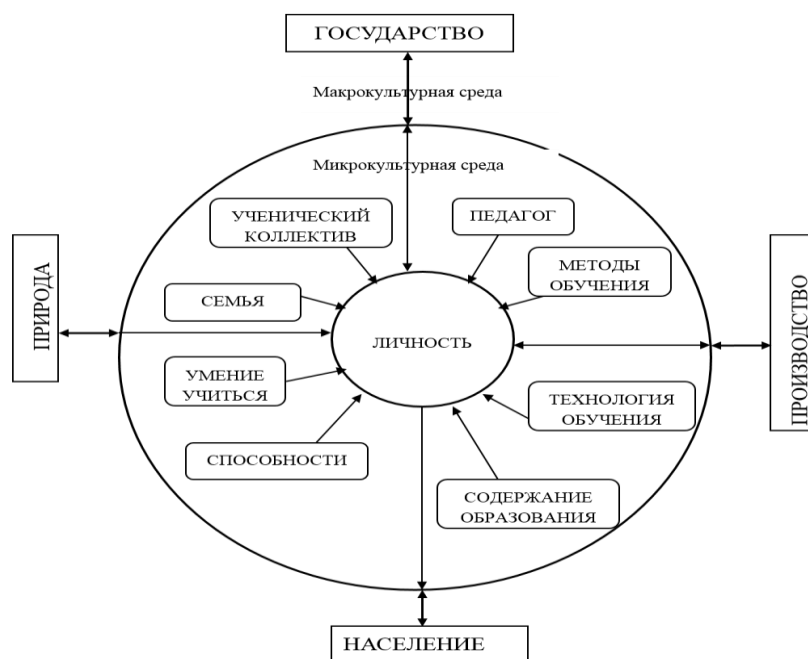 ГОСУДАРСТВО
Макрокультурная среда
Микрокультурная среда
УЧЕНИЧЕСКИЙ
КОЛЛЕКТИВ
ПЕДАГОГ
МЕТОДЫ
ОБУЧЕНИЯ
СЕМЬЯ
ПРИРОДА
ЛИЧНОСТЬ
ПРОИЗВОДСТВО
УМЕНИЕ
УЧИТЬСЯ
ТЕХНОЛОГИЯ
ОБУЧЕНИЯ
СПОСОБНОСТИ
СОДЕРЖАНИЕ
ОБРАЗОВАНИЯ
НАСЕЛЕНИЕ